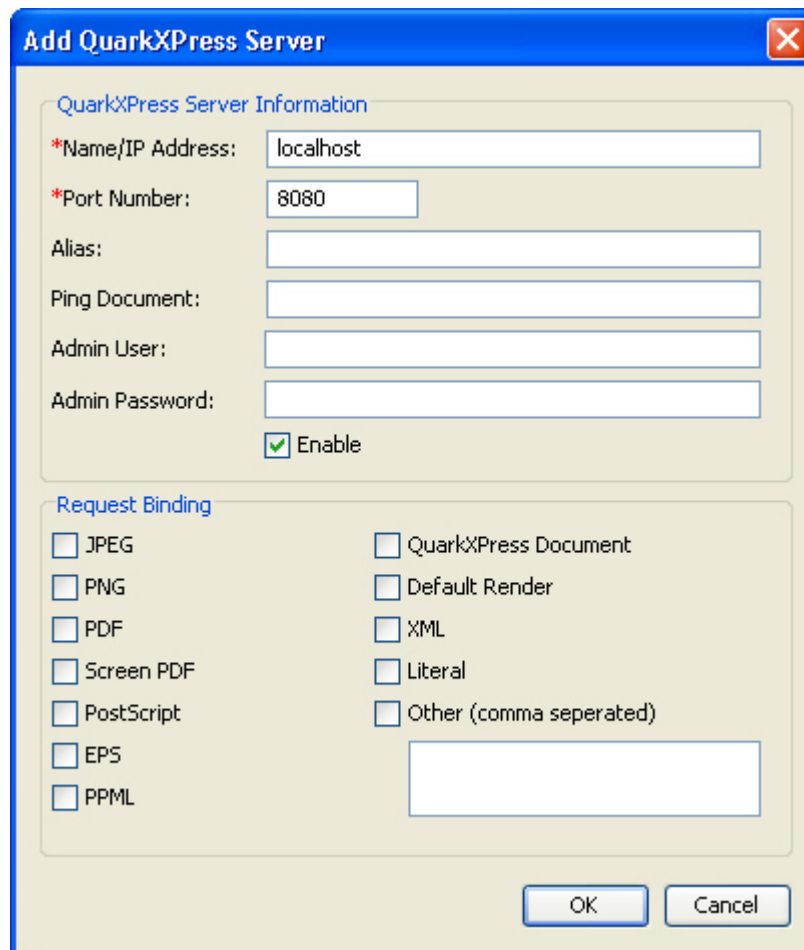 Add QuarkXPress Server
QuarkXPress Server Information
*Name/IP Address: localhost
*Port Number: 8080
Alias:
Ping Document:
Admin User:
Admin Password:
Enable
Request Binding
JPEG QuarkXPress Document
PNG Default Render
PDF XML
Screen PDF Literal
PostScript Other (comma seperated)
EPS
PPML
OK Cancel